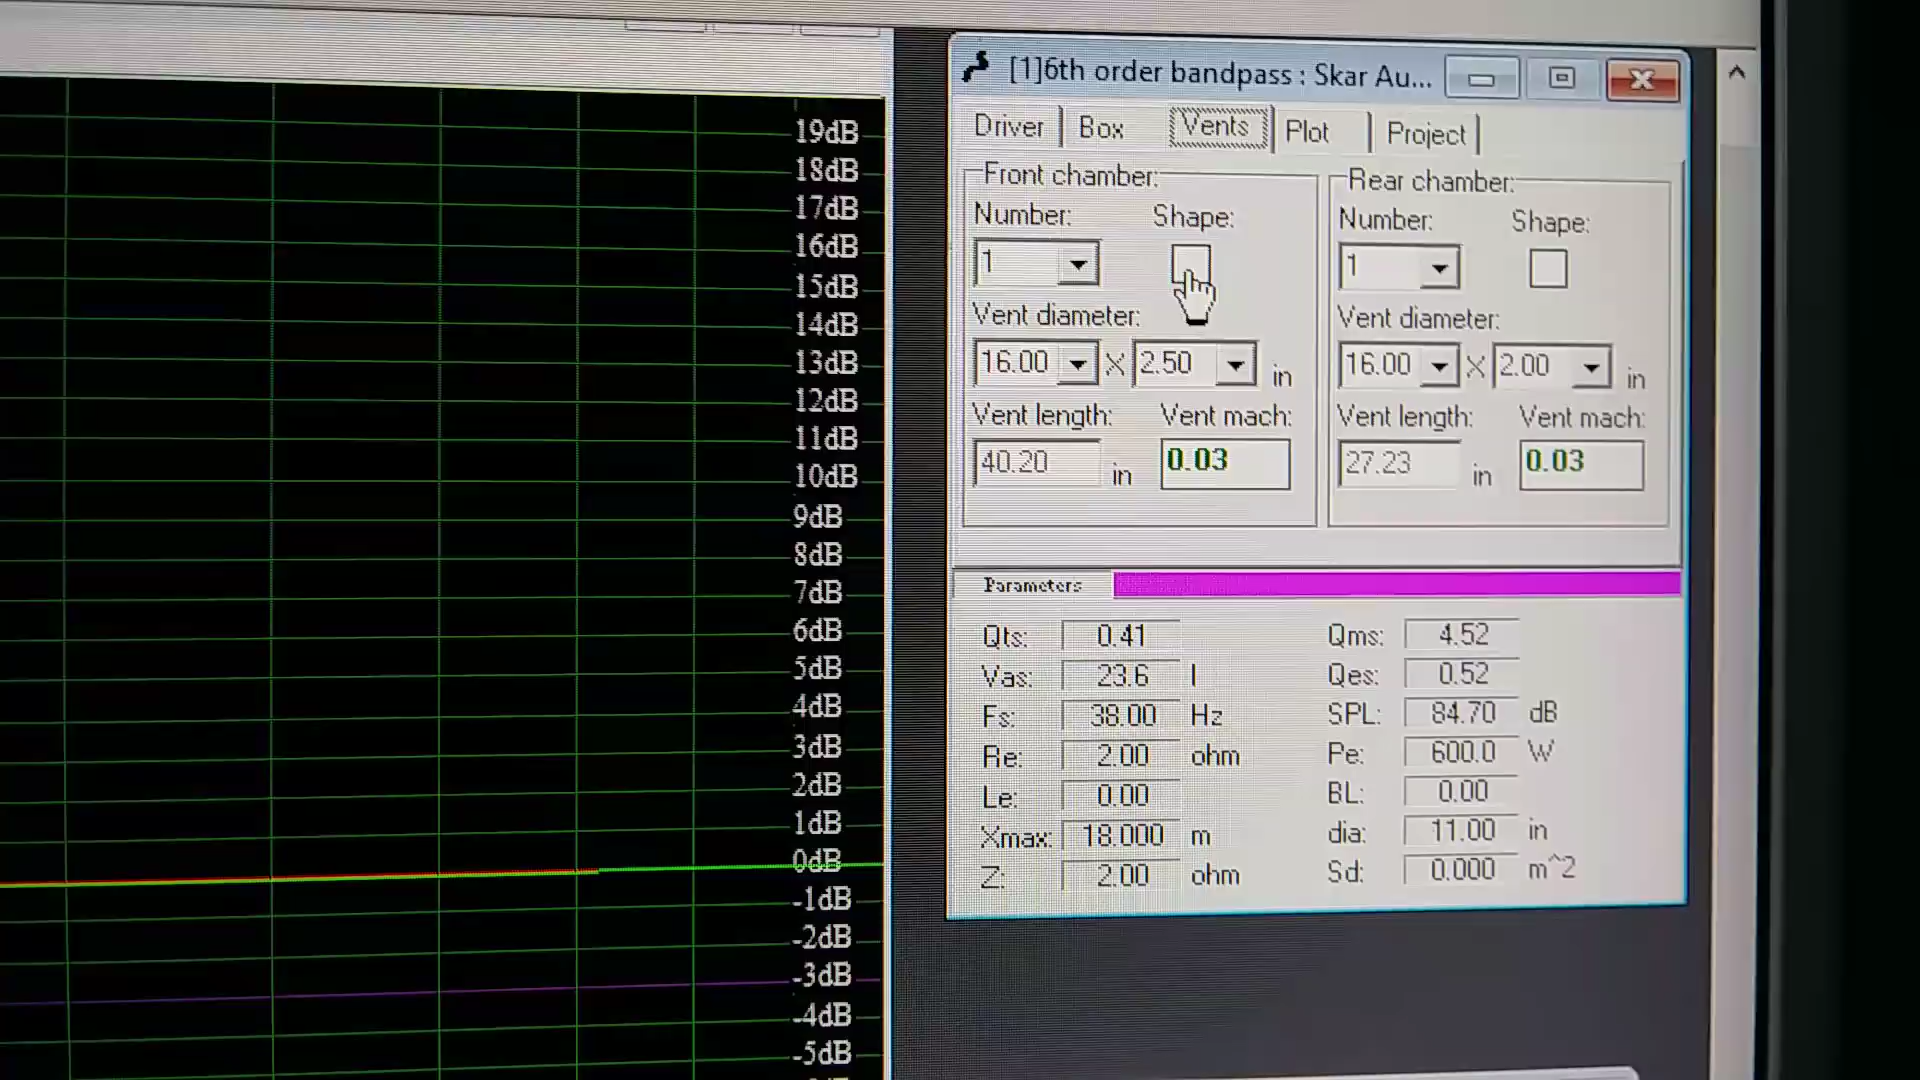 19dB
18dB
17dB
16dB
15dB
14dB
13dB
12dB
11dB
10dB
9dB
8dB
7dB
6dB
5dB
4dB
3dB
2dB
1dB
0dB
-1dB
-2dB
-3dB
-4dB
-5dB
[1]6th order bandpass : Skar Au...
Driver Box Vents Plot Project
Front chamber:
Number: Shape:
1
Vent diameter:
16.00 X 2.50 in
Vent length: Vent mach:
40.20 in 0.03
Rear chamber:
Number: Shape:
1
Vent diameter:
16.00 X 2.00 in
Vent length: Vent mach:
27.23 in 0.03
Parameters
Qts: 0.41 Qms: 4.52
Vas: 23.6 l Qes: 0.52
Fs: 38.00 Hz SPL: 84.70 dB
Re: 2.00 ohm Pe: 600.0 W
Le: 0.00 BL: 0.00
Xmax: 18.000 m dia: 11.00 in
Z: 2.00 ohm Sd: 0.000 m^2